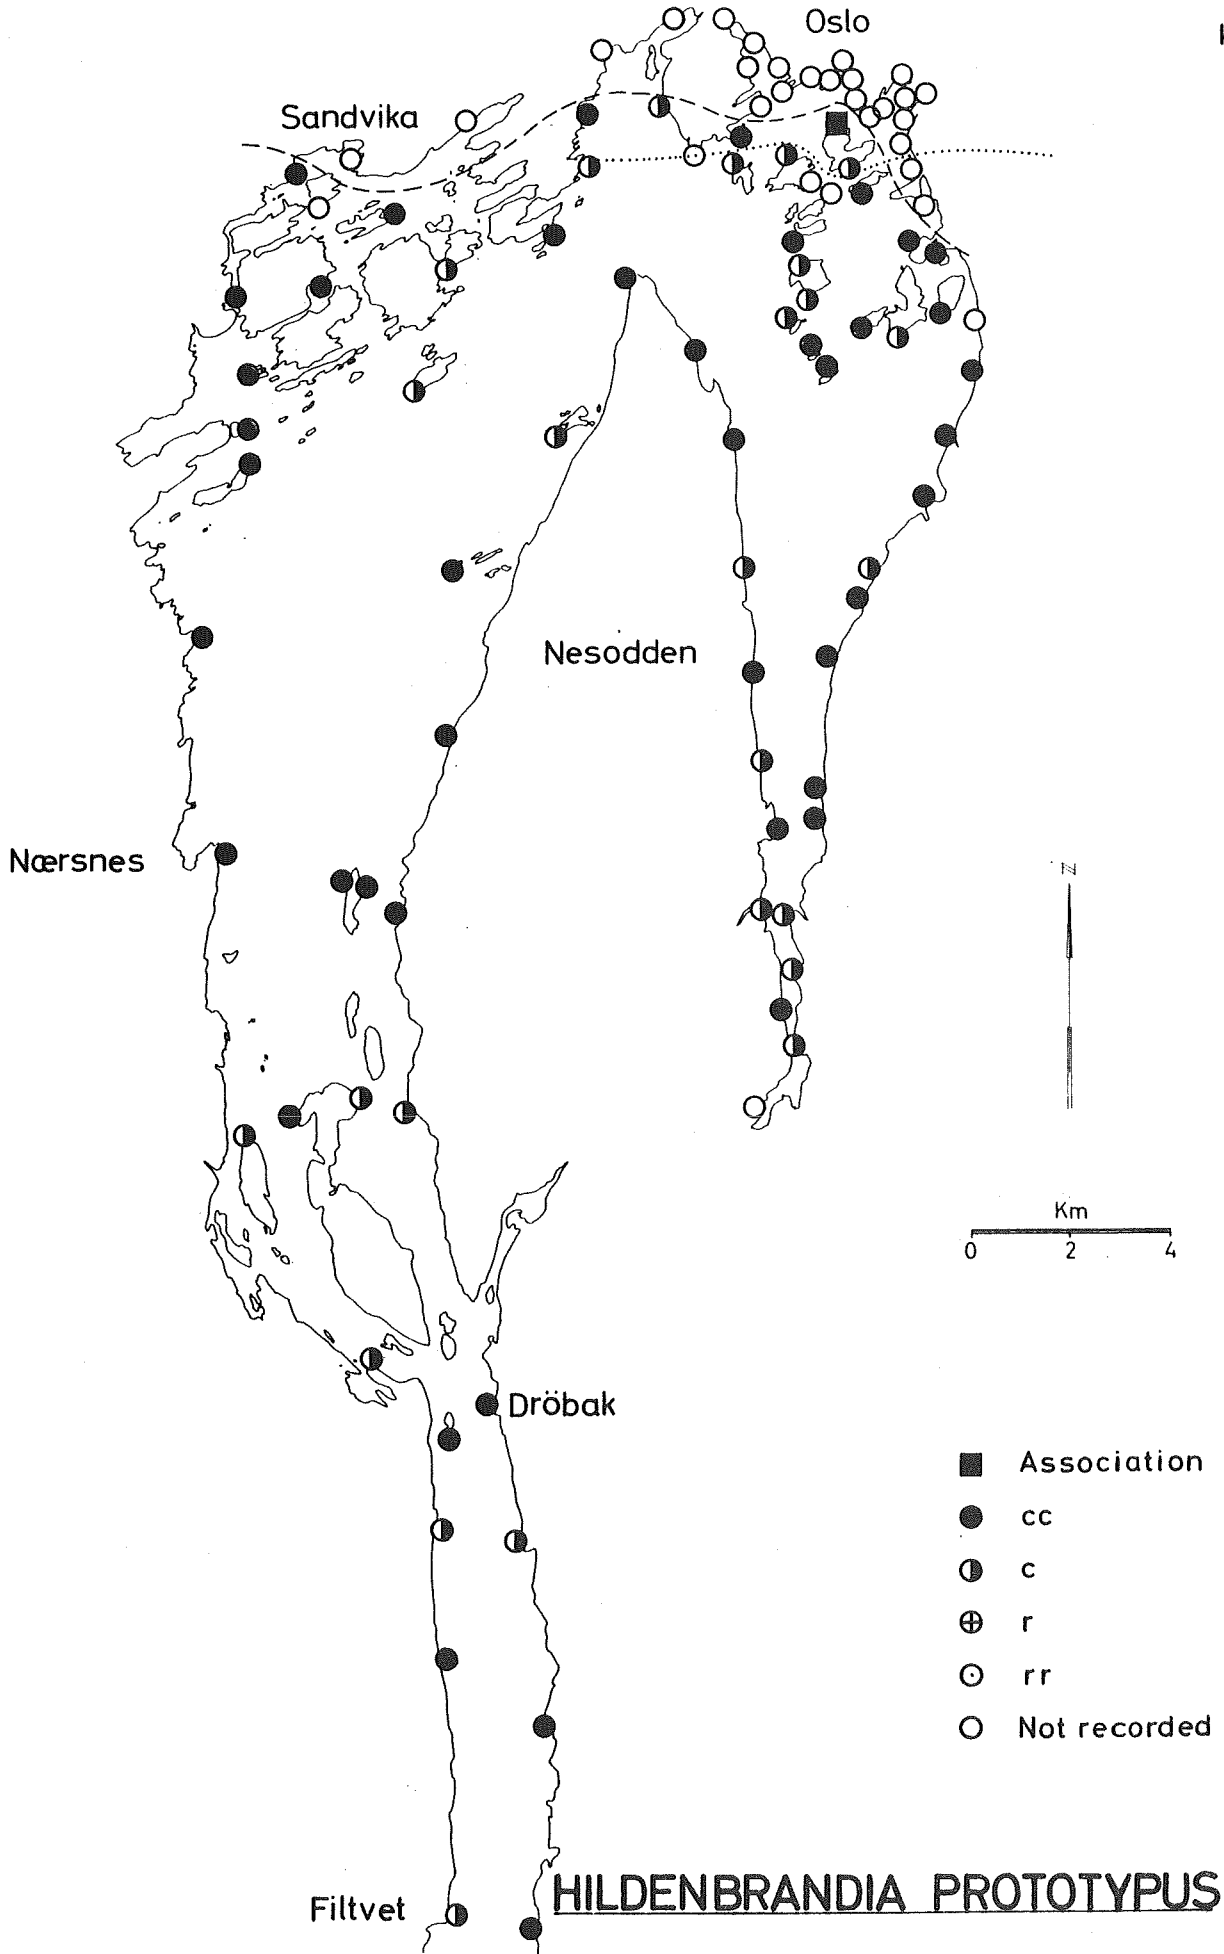 Oslo
Sandvika
Nesodden
Nærsnes
N
Km
0 2 4
Dröbak
Association
cc
c
r
rr
Not recorded
Filtvet
HILDENBRANDIA PROTOTYPUS